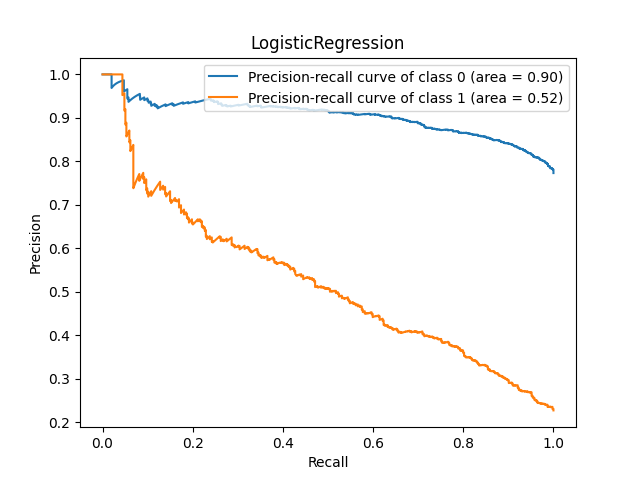 LogisticRegression
Precision-recall curve of class 0 (area = 0.90)
Precision-recall curve of class 1 (area = 0.52)
1.0
0.9
0.8
0.7
0.6
0.5
0.4
0.3
0.2
Precision
0.0 0.2 0.4 0.6 0.8 1.0
Recall